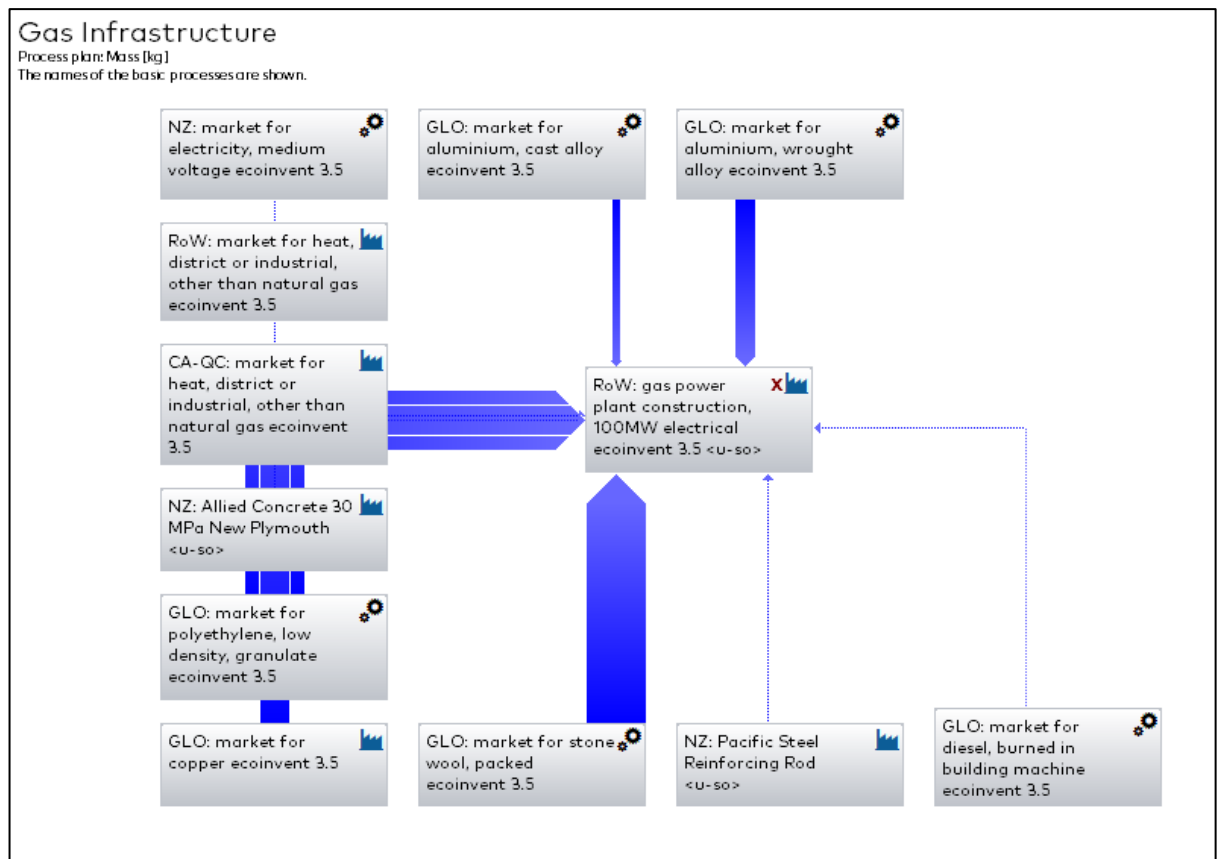 Gas Infrastructure
Process plan: Mass [kg]
The names of the basic processes are shown.
NZ: market for
electricity, medium
voltage ecoinvent 3.5
GLO: market for
aluminium, cast alloy
ecoinvent 3.5
GLO: market for
aluminium, wrought
alloy ecoinvent 3.5
RoW: market for heat,
district or industrial,
other than natural gas
ecoinvent 3.5
CA-QC: market for
heat, district or
industrial, other than
natural gas ecoinvent
3.5
RoW: gas power
plant construction,
100MW electrical
ecoinvent 3.5 <u-so>
X
NZ: Allied Concrete 30
MPa New Plymouth
<u-so>
GLO: market for
polyethylene, low
density, granulate
ecoinvent 3.5
GLO: market for
copper ecoinvent 3.5
GLO: market for stone
wool, packed
ecoinvent 3.5
NZ: Pacific Steel
Reinforcing Rod
<u-so>
GLO: market for
diesel, burned in
building machine
ecoinvent 3.5